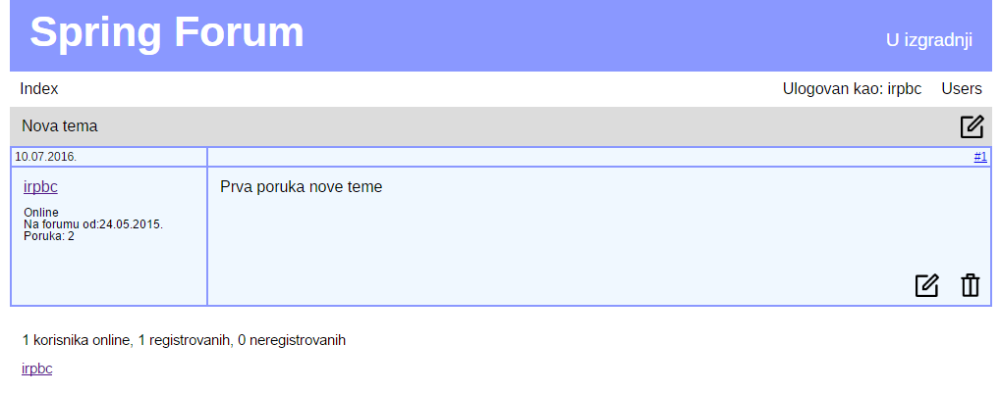 Spring Forum
U izgradnji
Index
Ulogovan kao: irpbc
Users
Nova tema
10.07.2016.
#1
irpbc
Online
Na forumu od:24.05.2015.
Poruka: 2
Prva poruka nove teme
1 korisnika online, 1 registrovanih, 0 neregistrovanih
irpbc